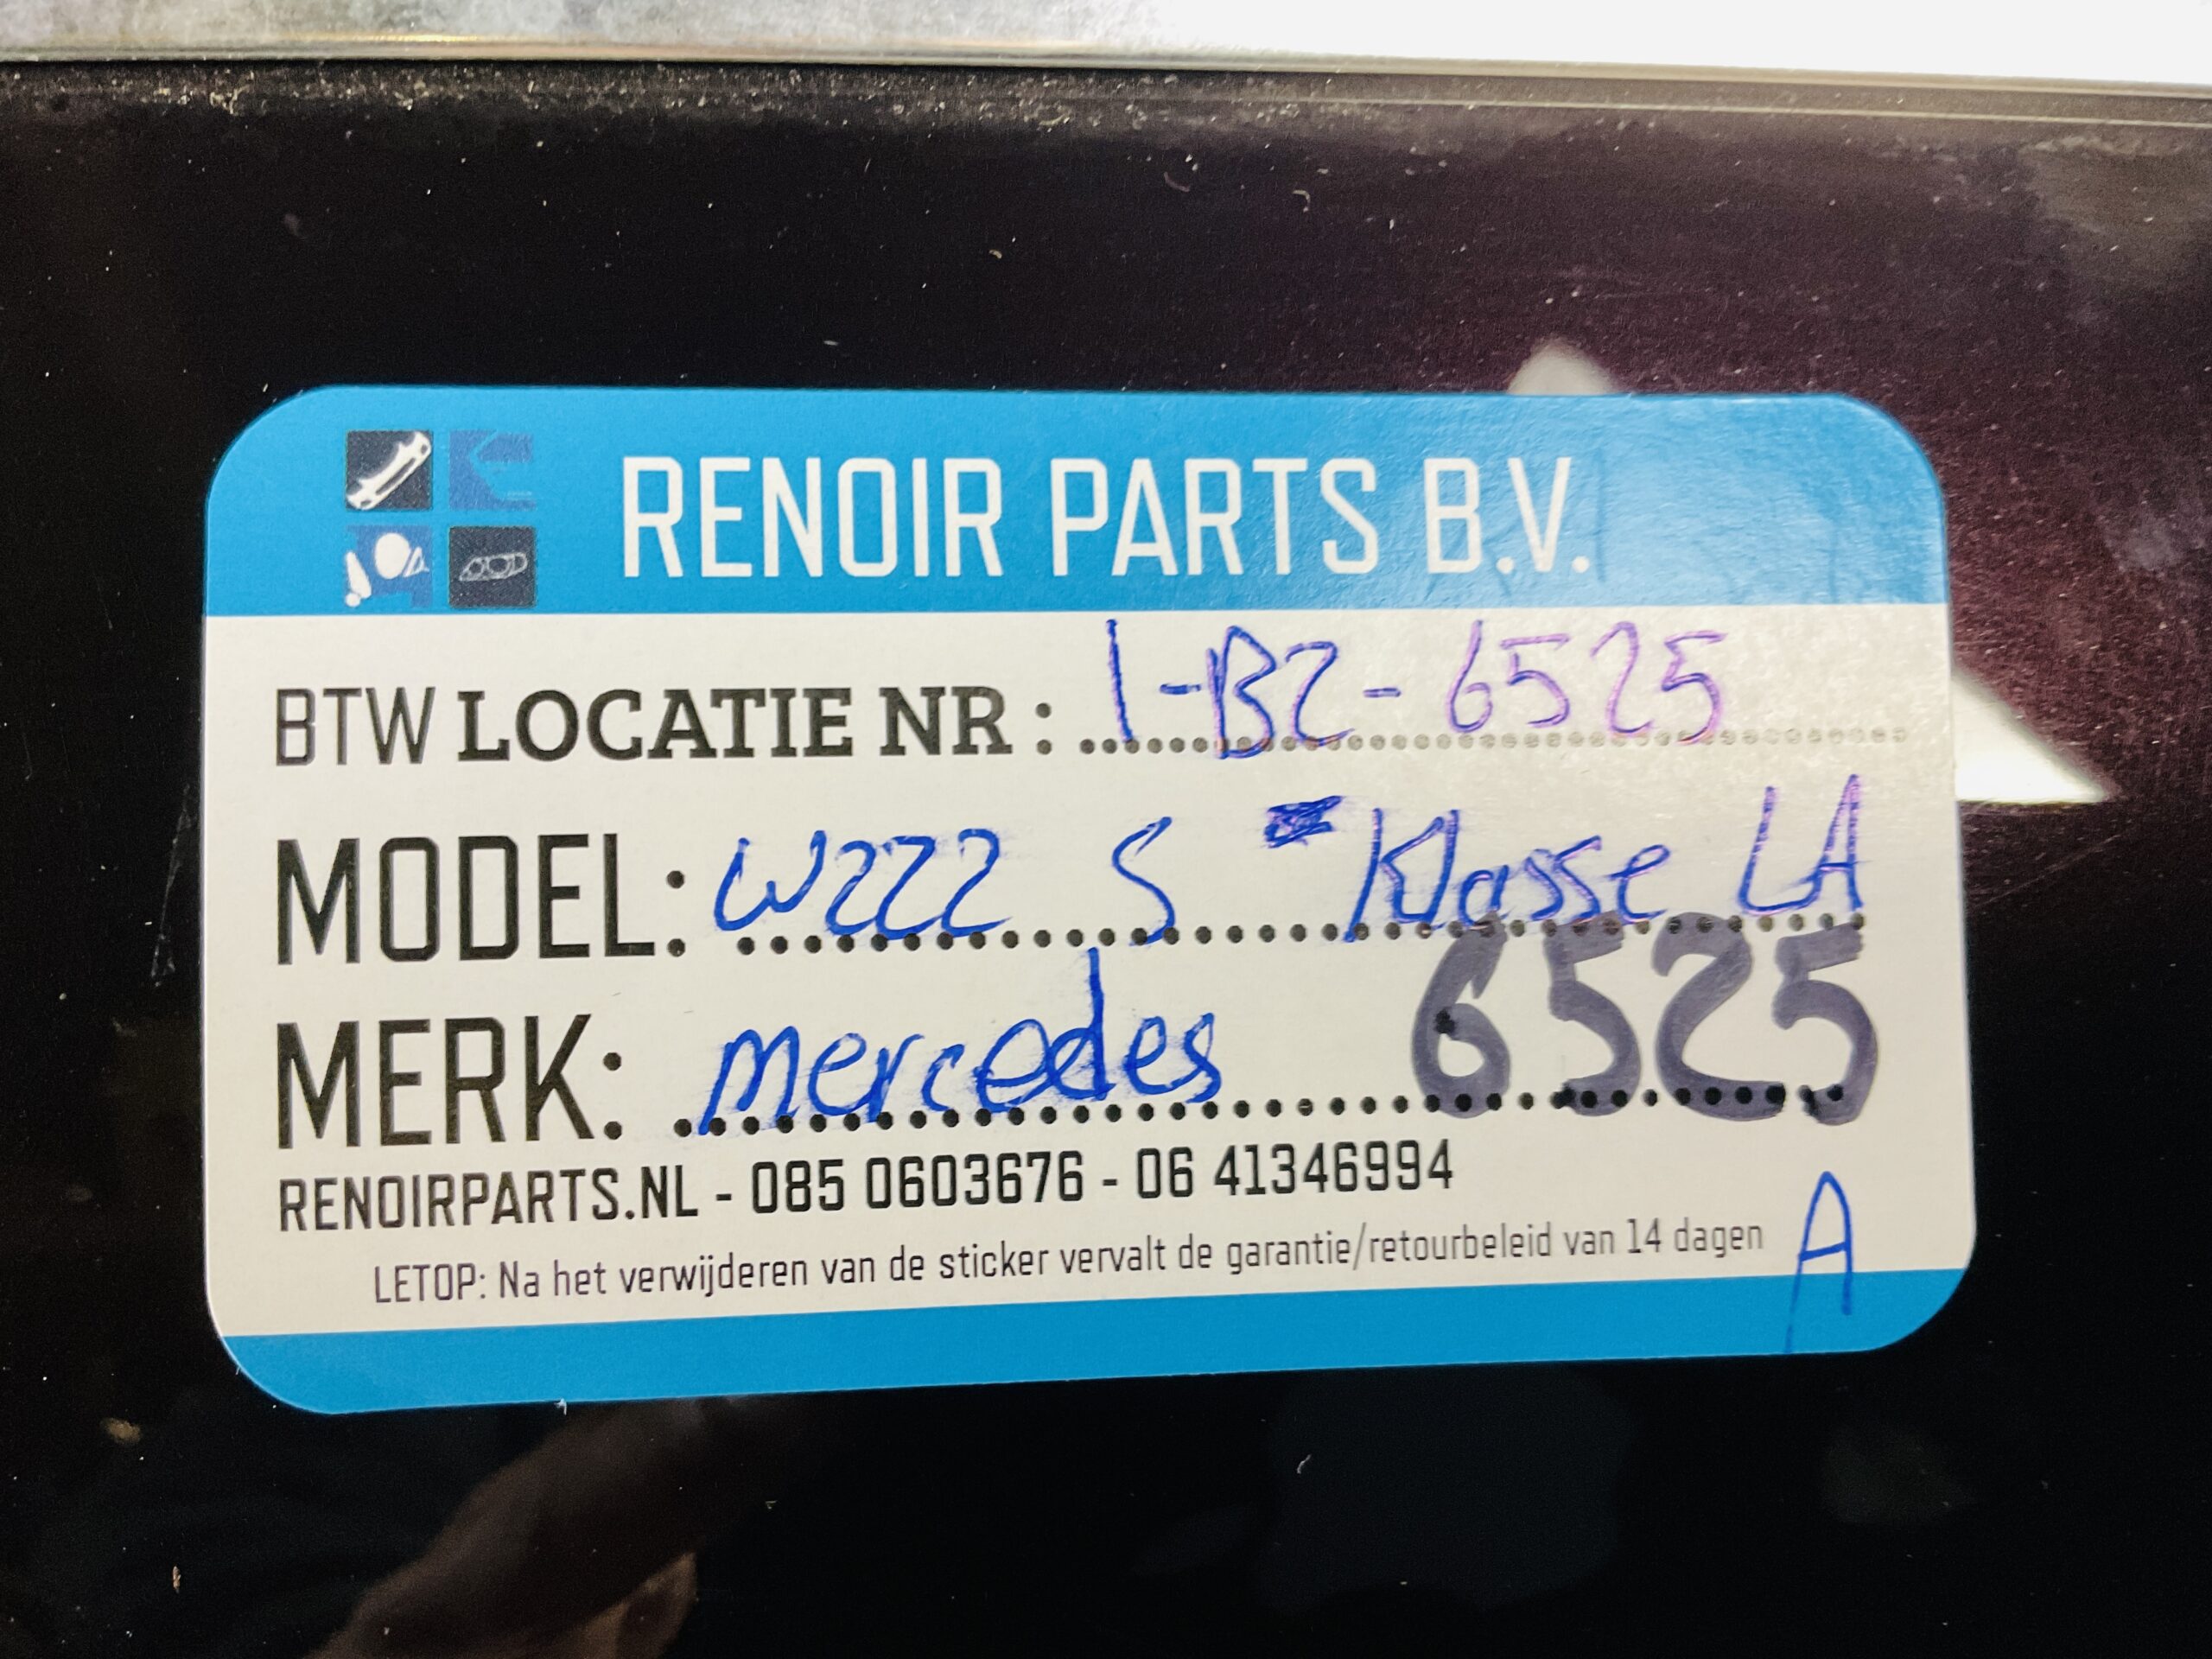 RENOIR PARTS B.V.
BTW LOCATIE NR : 1-B2-6525
MODEL: W222 S - Klasse LA
6525
MERK: mercedes
RENOIRPARTS.NL - 085 0603676 - 06 41346994
LETOP: Na het verwijderen van de sticker vervalt de garantie/retourbeleid van 14 dagen
A